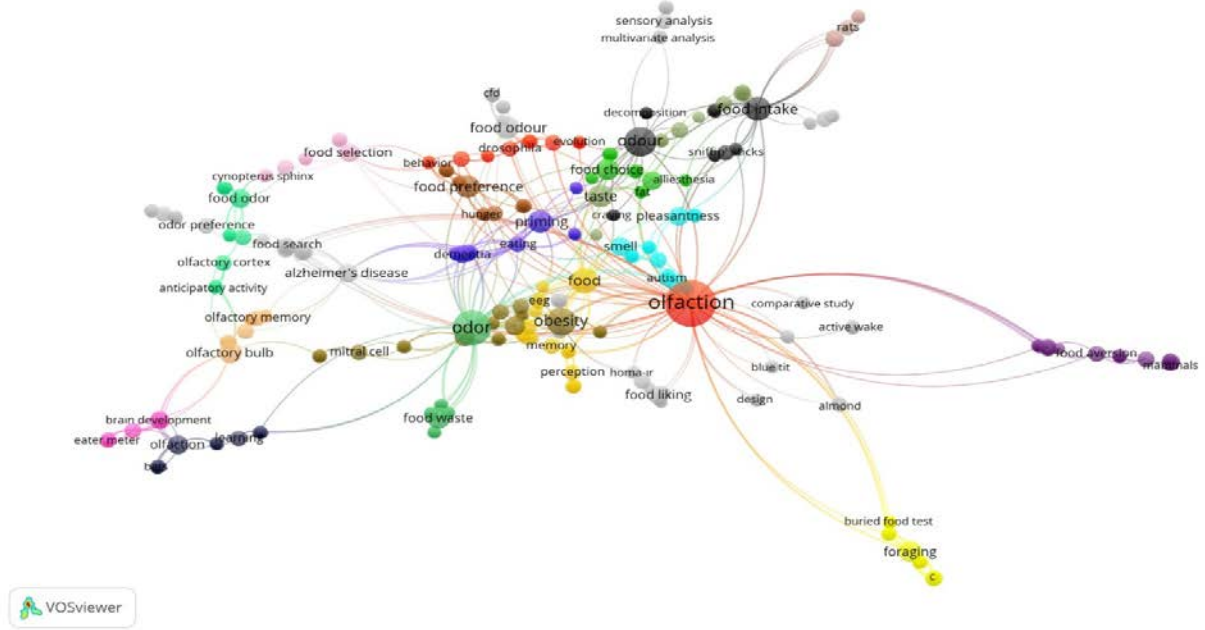 sensory analysis
rats
multivariate analysis
cfd
decomposition
food intake
food odour
odour
evolution
drosophila
food selection
sniffin' sticks
behavior
food choice
cynopterus sphinx
alliesthesia
food preference
food odor
taste
fat
hunger
craving
pleasantness
odor preference
priming
food search
eating
smell
dementia
olfactory cortex
alzheimer's disease
autism
food
anticipatory activity
eeg
olfaction
comparative study
olfactory memory
obesity
odor
active wake
memory
olfactory bulb
mitral cell
food aversion
mammals
perception
homa-ir
blue tit
food liking
design
almond
brain development
food waste
eater meter
olfaction
learning
buried food test
foraging
c
VOSviewer